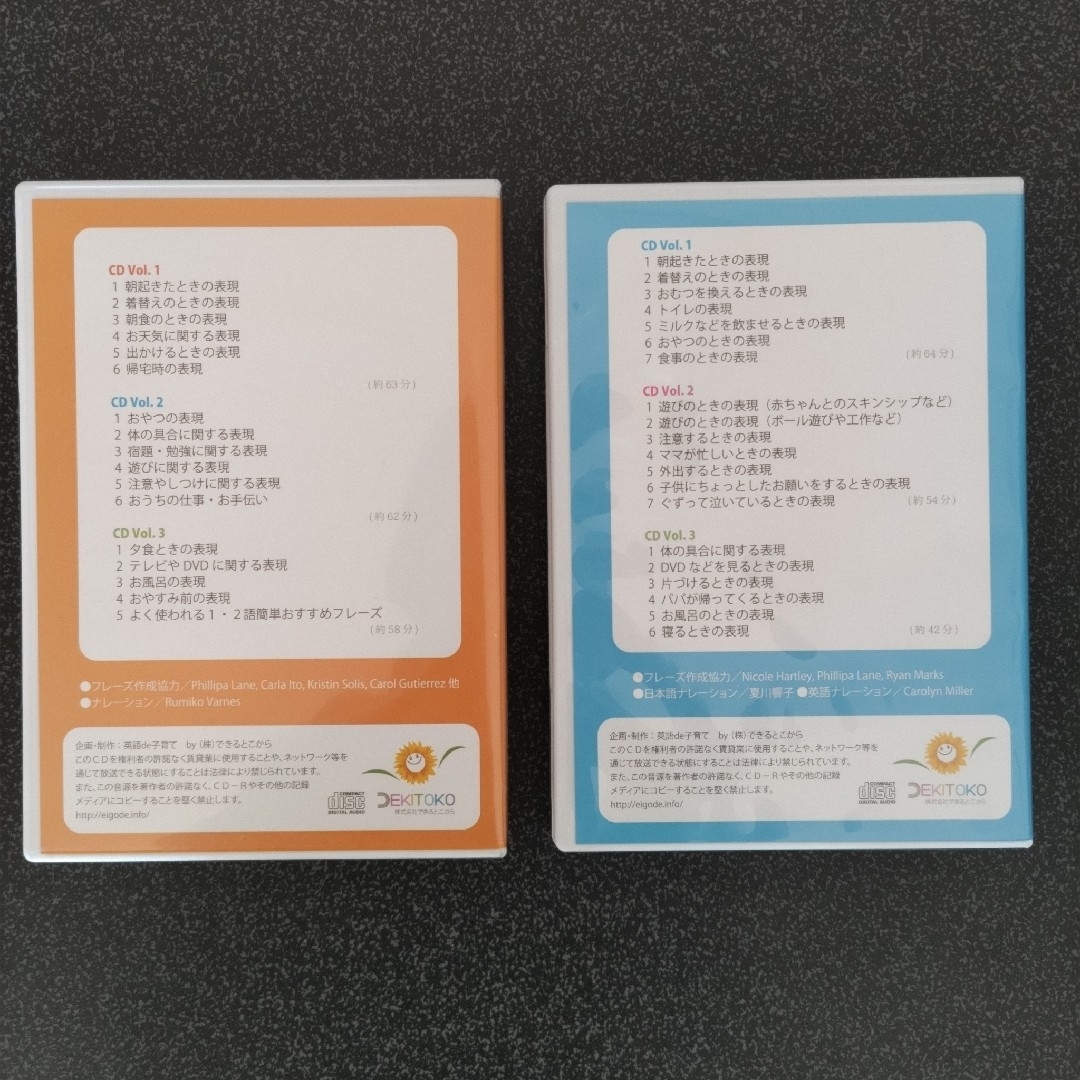 CD Vol. 1
1 朝起きたときの表現
2 着替えのときの表現
3 朝食のときの表現
4 お天気に関する表現
5 出かけるときの表現
6 帰宅時の表現
(約63分)
CD Vol. 2
1 おやつの表現
2 体の具合に関する表現
3 宿題・勉強に関する表現
4 遊びに関する表現
5 注意やしつけに関する表現
6 おうちの仕事・お手伝い
(約62分)
CD Vol. 3
1 夕食ときの表現
2 テレビや DVD に関する表現
3 お風呂の表現
4 おやすみ前の表現
5 よく使われる1・2語簡単おすすめフレーズ
(約58分)
●フレーズ作成協力/Phillipa Lane, Carla Ito, Kristin Solis, Carol Gutierrez 他
●ナレーション/Rumiko Varnes
企画・制作:英語de子育て by (株)できるとこから
このCDを権利者の許諾なく賃貸業に使用することや、ネットワーク等を
通じて放送できる状態にすることは法律により禁じられています。
また、この音源を著作者の許諾なく、CD-Rやその他の記録
メディアにコピーすることを堅く禁止します。
http://eigode.info/
COMPACT
disc
DIGITAL AUDIO
DEKITOKO
株式会社できるとこから
CD Vol. 1
1 朝起きたときの表現
2 着替えのときの表現
3 おむつを換えるときの表現
4 トイレの表現
5 ミルクなどを飲ませるときの表現
6 おやつのときの表現
7 食事のときの表現 (約64分)
CD Vol. 2
1 遊びのときの表現(赤ちゃんとのスキンシップなど)
2 遊びのときの表現(ボール遊びや工作など)
3 注意するときの表現
4 ママが忙しいときの表現
5 外出するときの表現
6 子供にちょっとしたお願いをするときの表現
7 ぐずって泣いているときの表現 (約54分)
CD Vol. 3
1 体の具合に関する表現
2 DVD などを見るときの表現
3 片づけるときの表現
4 パパが帰ってくるときの表現
5 お風呂のときの表現
6 寝るときの表現 (約42分)
●フレーズ作成協力/Nicole Hartley, Phillipa Lane, Ryan Marks
●日本語ナレーション/夏川響子 ●英語ナレーション/Carolyn Miller
企画・制作:英語de子育て by (株)できるとこから
このCDを権利者の許諾なく賃貸業に使用することや、ネットワーク等を
通じて放送できる状態にすることは法律により禁じられています。
また、この音源を著作者の許諾なく、CD-Rやその他の記録
メディアにコピーすることを堅く禁止します。
http://eigode.info/
COMPACT
disc
DIGITAL AUDIO
DEKITOKO
株式会社できるとこから